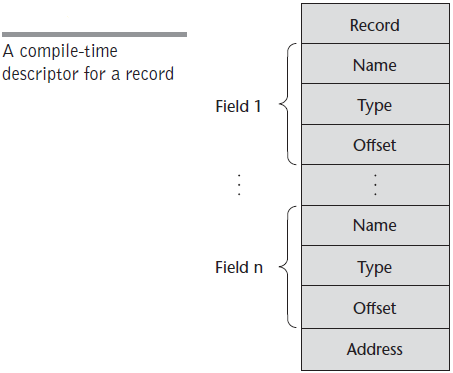 A compile-time
descriptor for a record
Record
Field 1
Name
Type
Offset
⋮ ⋮
Field n
Name
Type
Offset
Address